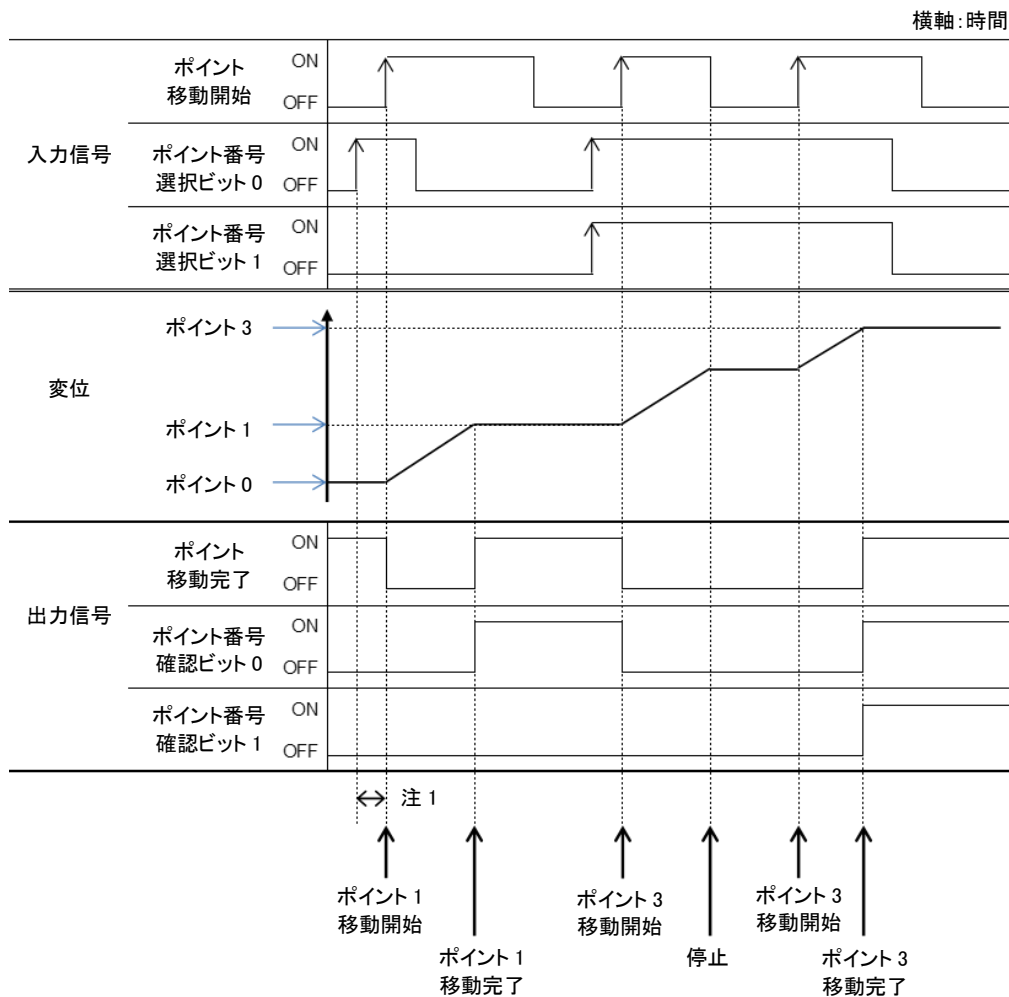 横軸:時間
入力信号
ポイント
移動開始
ON
OFF
ポイント番号
選択ビット0
ON
OFF
ポイント番号
選択ビット1
ON
OFF
変位
ポイント3
ポイント1
ポイント0
出力信号
ポイント
移動完了
ON
OFF
ポイント番号
確認ビット0
ON
OFF
ポイント番号
確認ビット1
ON
OFF
注1
ポイント1
移動開始
ポイント1
移動完了
ポイント3
移動開始
停止
ポイント3
移動開始
ポイント3
移動完了